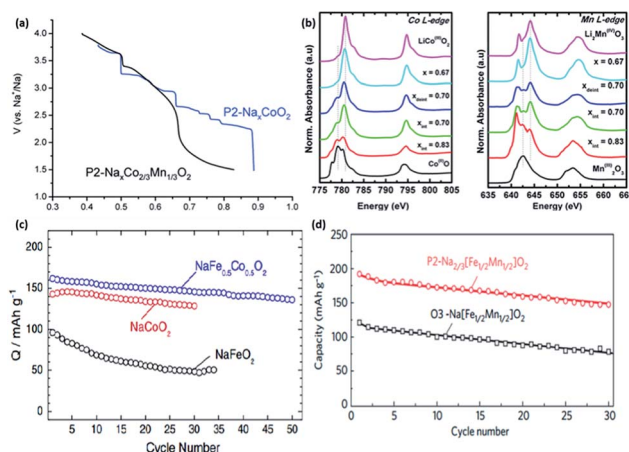 (a)
V (vs. Na⁺/Na)
4.0
3.5
3.0
2.5
2.0
1.5
P2-NaₓCoO₂
P2-NaₓCo₂/₃Mn₁/₃O₂
0.3 0.4 0.5 0.6 0.7 0.8 0.9 1
(b)
Norm. Absorbance (a.u)
Co L-edge
LiCo⁽ᴵᴵᴵ⁾O₂
x = 0.67
0.70
x_int = 0.70
x_int = 0.83
Co⁽ᴵᴵ⁾O
775 780 785 790 795 800 805
Energy (eV)
Norm. Absorbance (a.u)
Mn L-edge
Li₂Mn⁽ᴵⱽ⁾O₃
x = 0.67
x_deint = 0.70
x_int = 0.70
x_int = 0.83
Mn⁽ᴵᴵᴵ⁾₂O₃
635 640 645 650 655 660 66
Energy (eV)
(c)
Q / mAh g⁻¹
200
150
100
50
0
NaFe₀.₅Co₀.₅O₂
NaCoO₂
NaFeO₂
5 10 15 20 25 30 35 40 45 50
Cycle Number
(d)
Capacity (mAh g⁻¹)
250
200
150
100
50
0
P2-Na₂/₃[Fe₁/₂Mn₁/₂]O₂
O3 -Na[Fe₁/₂Mn₁/₂]O₂
0 5 10 15 20 25 30
Cycle number